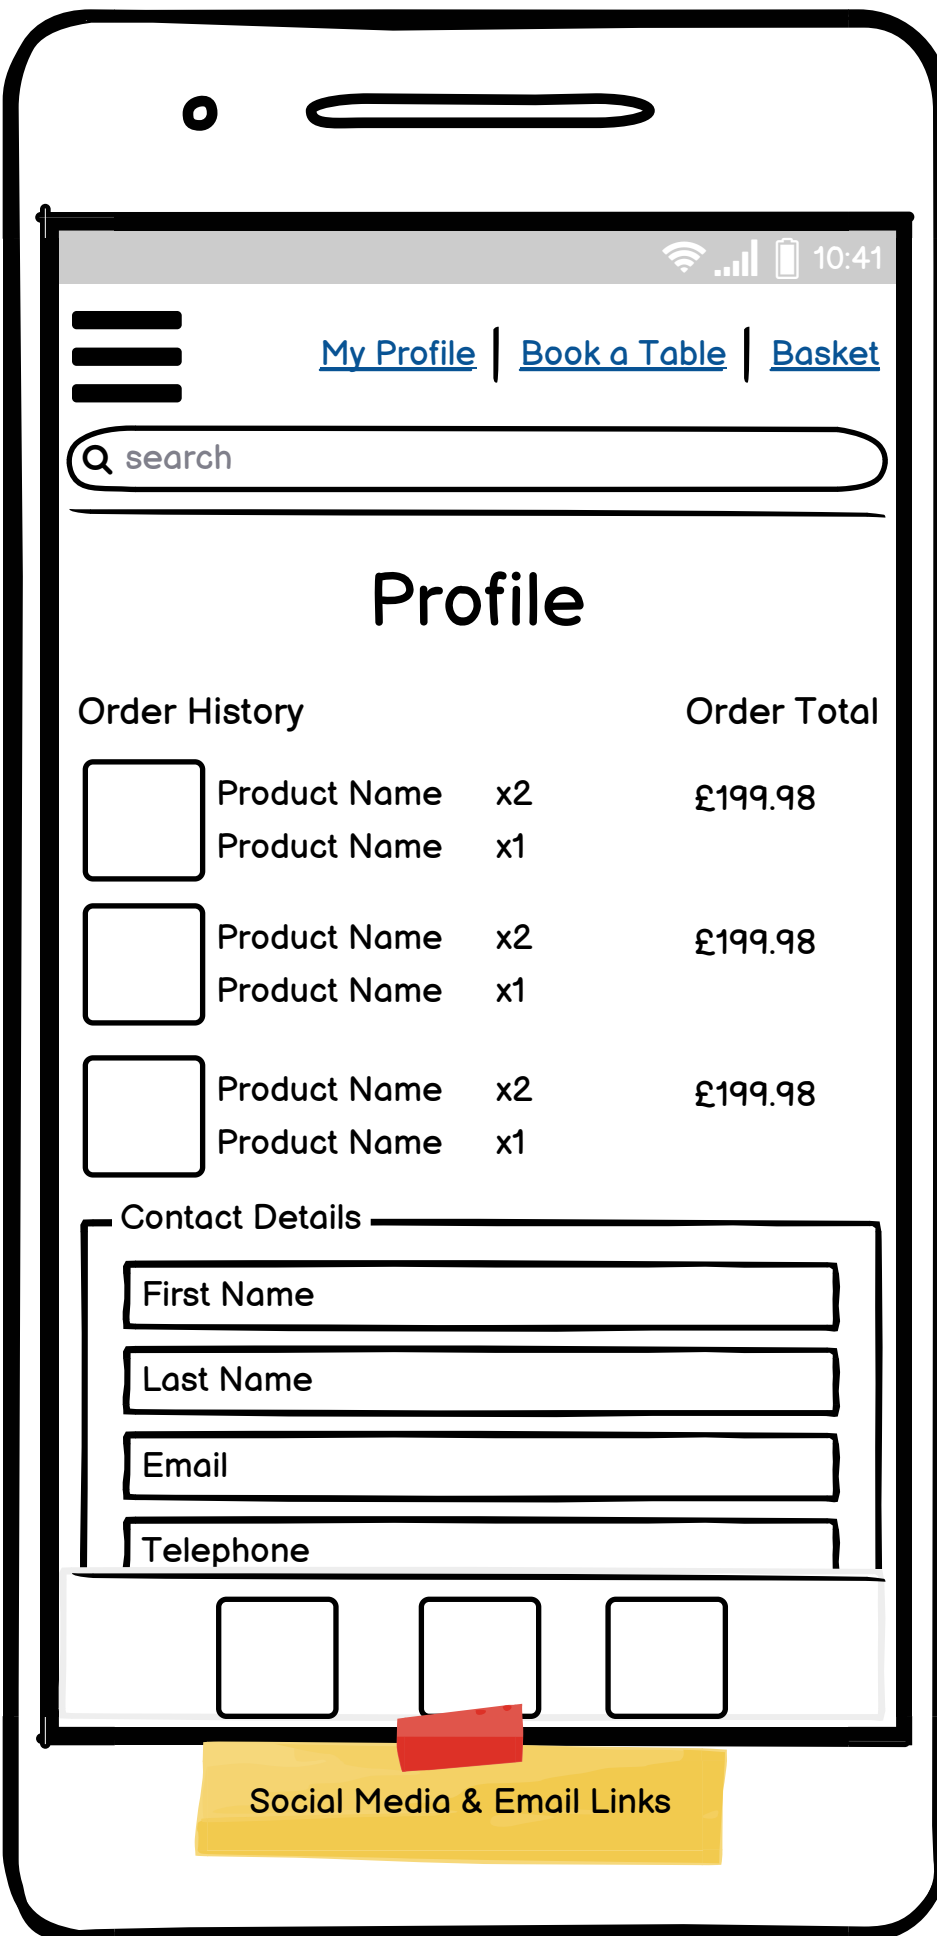 10:41
My Profile Book a Table Basket
search
Profile
Order History Order Total
Product Name x2 £199.98
Product Name x1
Product Name x2 £199.98
Product Name x1
Product Name x2 £199.98
Product Name x1
Contact Details
First Name
Last Name
Email
Telephone
Social Media & Email Links